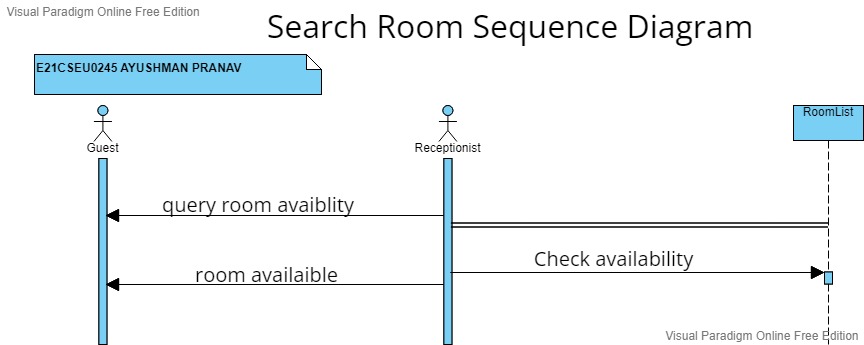 Visual Paradigm Online Free Edition
Search Room Sequence Diagram
E21CSEU0245 AYUSHMAN PRANAV
RoomList
Guest
Receptionist
query room avaiblity
Check availability
room availaible
Visual Paradigm Online Free Edition